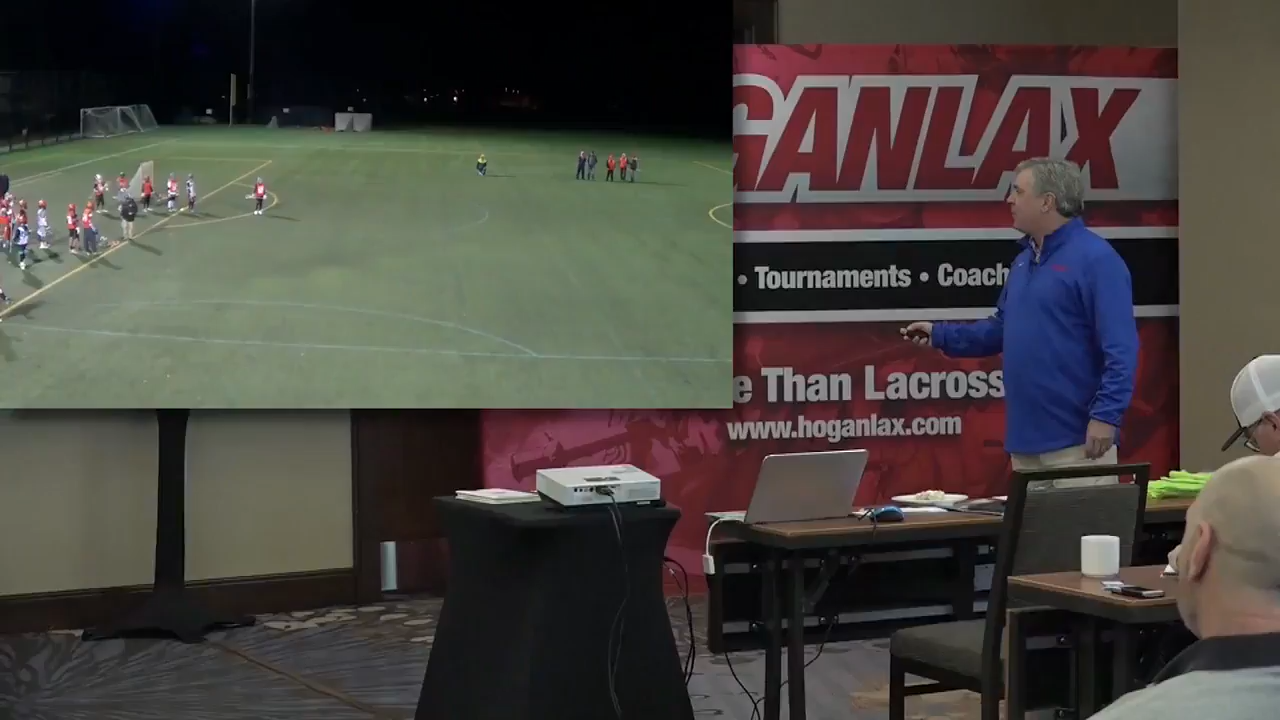 GANLAX
• Tournaments • Coach
e Than Lacross
www.hoganlax.com